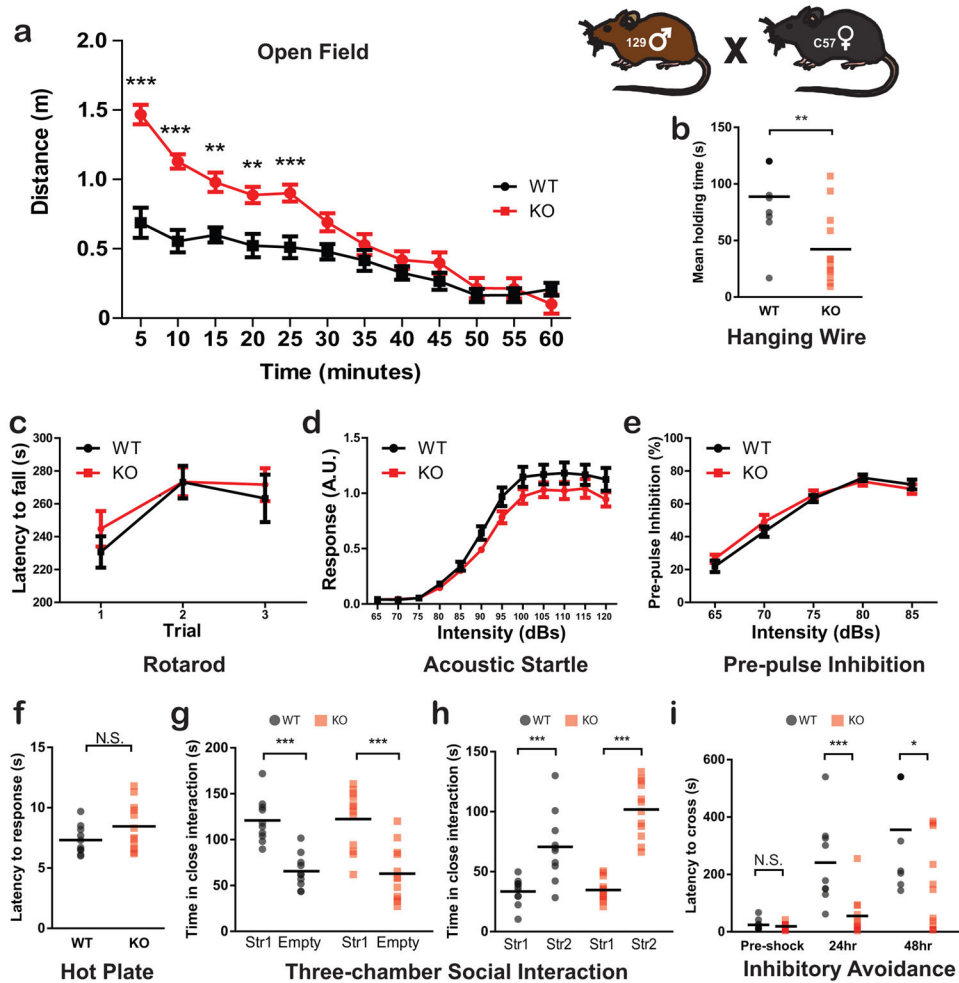 a
Open Field
Distance (m)
2.0
1.5
1.0
0.5
0
***
***
**
**
***
WT
KO
5 10 15 20 25 30 35 40 45 50 55 60
Time (minutes)
129 ♂ X C57 ♀
b
Mean holding time (s)
150
100
50
0
**
WT KO
Hanging Wire
c
WT
KO
Latency to fall (s)
300
280
260
240
220
200
1 2 3
Trial
Rotarod
d
WT
KO
Response (A.U.)
1.5
1.0
0.5
0.0
65 70 75 80 85 90 95 100 105 110 115 120
Intensity (dBs)
Acoustic Startle
e
WT
KO
Pre-pulse Inhibition (%)
100
80
60
40
20
0
65 70 75 80 85
Intensity (dBs)
Pre-pulse Inhibition
f
Latency to response (s)
15
10
5
0
N.S.
WT KO
Hot Plate
g
WT KO
Time in close interaction (s)
200
150
100
50
0
*** ***
Str1 Empty Str1 Empty
h
WT KO
Time in close interaction (s)
150
100
50
0
*** ***
Str1 Str2 Str1 Str2
Three-chamber Social Interaction
i
WT KO
Latency to cross (s)
600
400
200
0
N.S. *** *
Pre-shock 24hr 48hr
Inhibitory Avoidance